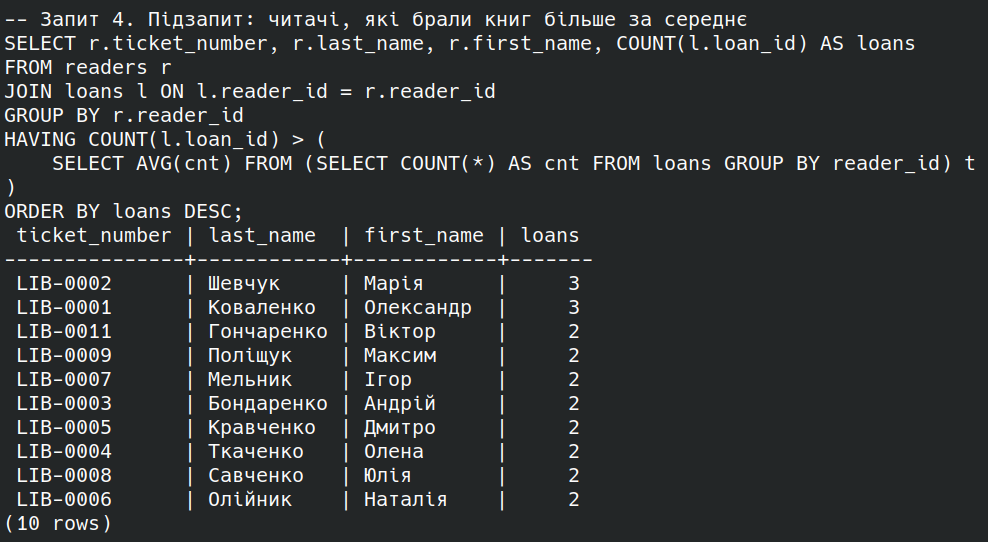 -- Запит 4. Підзапит: читачі, які брали книг більше за середнє
SELECT r.ticket_number, r.last_name, r.first_name, COUNT(l.loan_id) AS loans
FROM readers r
JOIN loans l ON l.reader_id = r.reader_id
GROUP BY r.reader_id
HAVING COUNT(l.loan_id) > (
    SELECT AVG(cnt) FROM (SELECT COUNT(*) AS cnt FROM loans GROUP BY reader_id) t
)
ORDER BY loans DESC;
 ticket_number | last_name  | first_name | loans
---------------+------------+------------+-------
 LIB-0002      | Шевчук     | Марія      |     3
 LIB-0001      | Коваленко  | Олександр  |     3
 LIB-0011      | Гончаренко | Віктор     |     2
 LIB-0009      | Поліщук    | Максим     |     2
 LIB-0007      | Мельник    | Ігор       |     2
 LIB-0003      | Бондаренко | Андрій     |     2
 LIB-0005      | Кравченко  | Дмитро     |     2
 LIB-0004      | Ткаченко   | Олена      |     2
 LIB-0008      | Савченко   | Юлія       |     2
 LIB-0006      | Олійник    | Наталія    |     2
(10 rows)